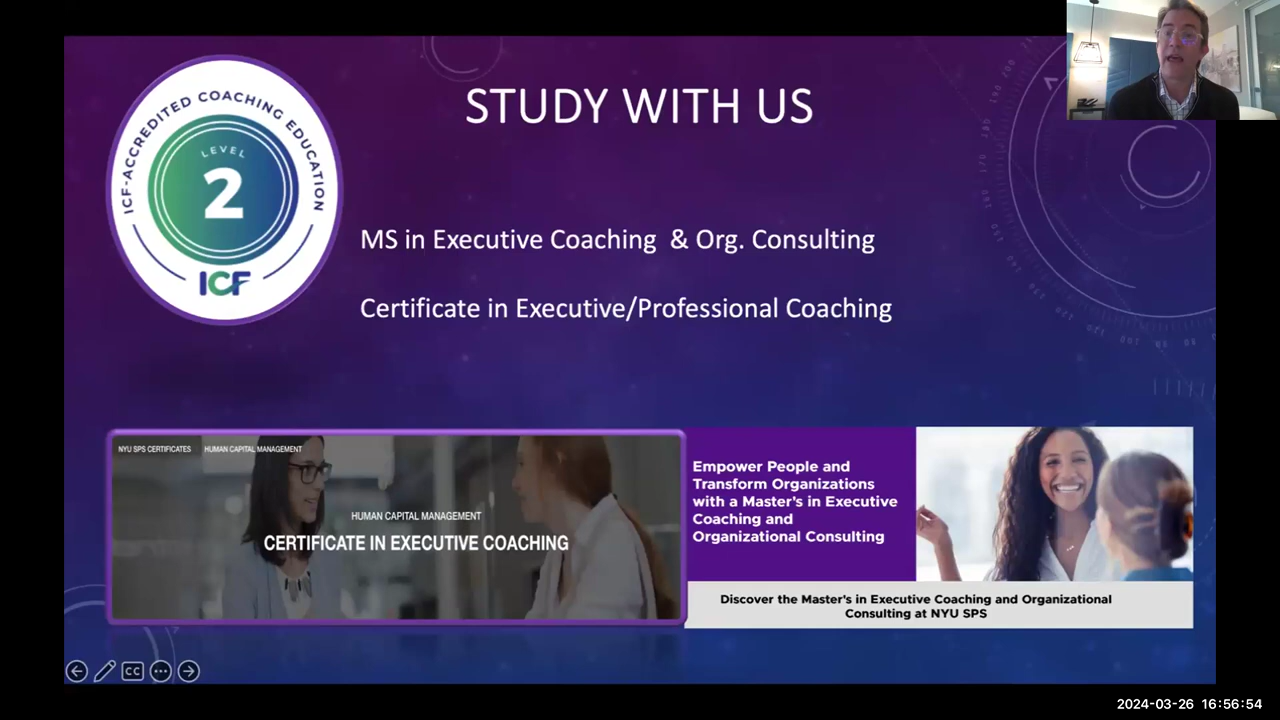 ICF-ACCREDITED COACHING EDUCATION
LEVEL
2
ICF
STUDY WITH US
MS in Executive Coaching & Org. Consulting
Certificate in Executive/Professional Coaching
NYU SPS CERTIFICATES HUMAN CAPITAL MANAGEMENT
HUMAN CAPITAL MANAGEMENT
CERTIFICATE IN EXECUTIVE COACHING
Empower People and
Transform Organizations
with a Master's in Executive
Coaching and
Organizational Consulting
Discover the Master's in Executive Coaching and Organizational
Consulting at NYU SPS
CC
2024-03-26 16:56:54